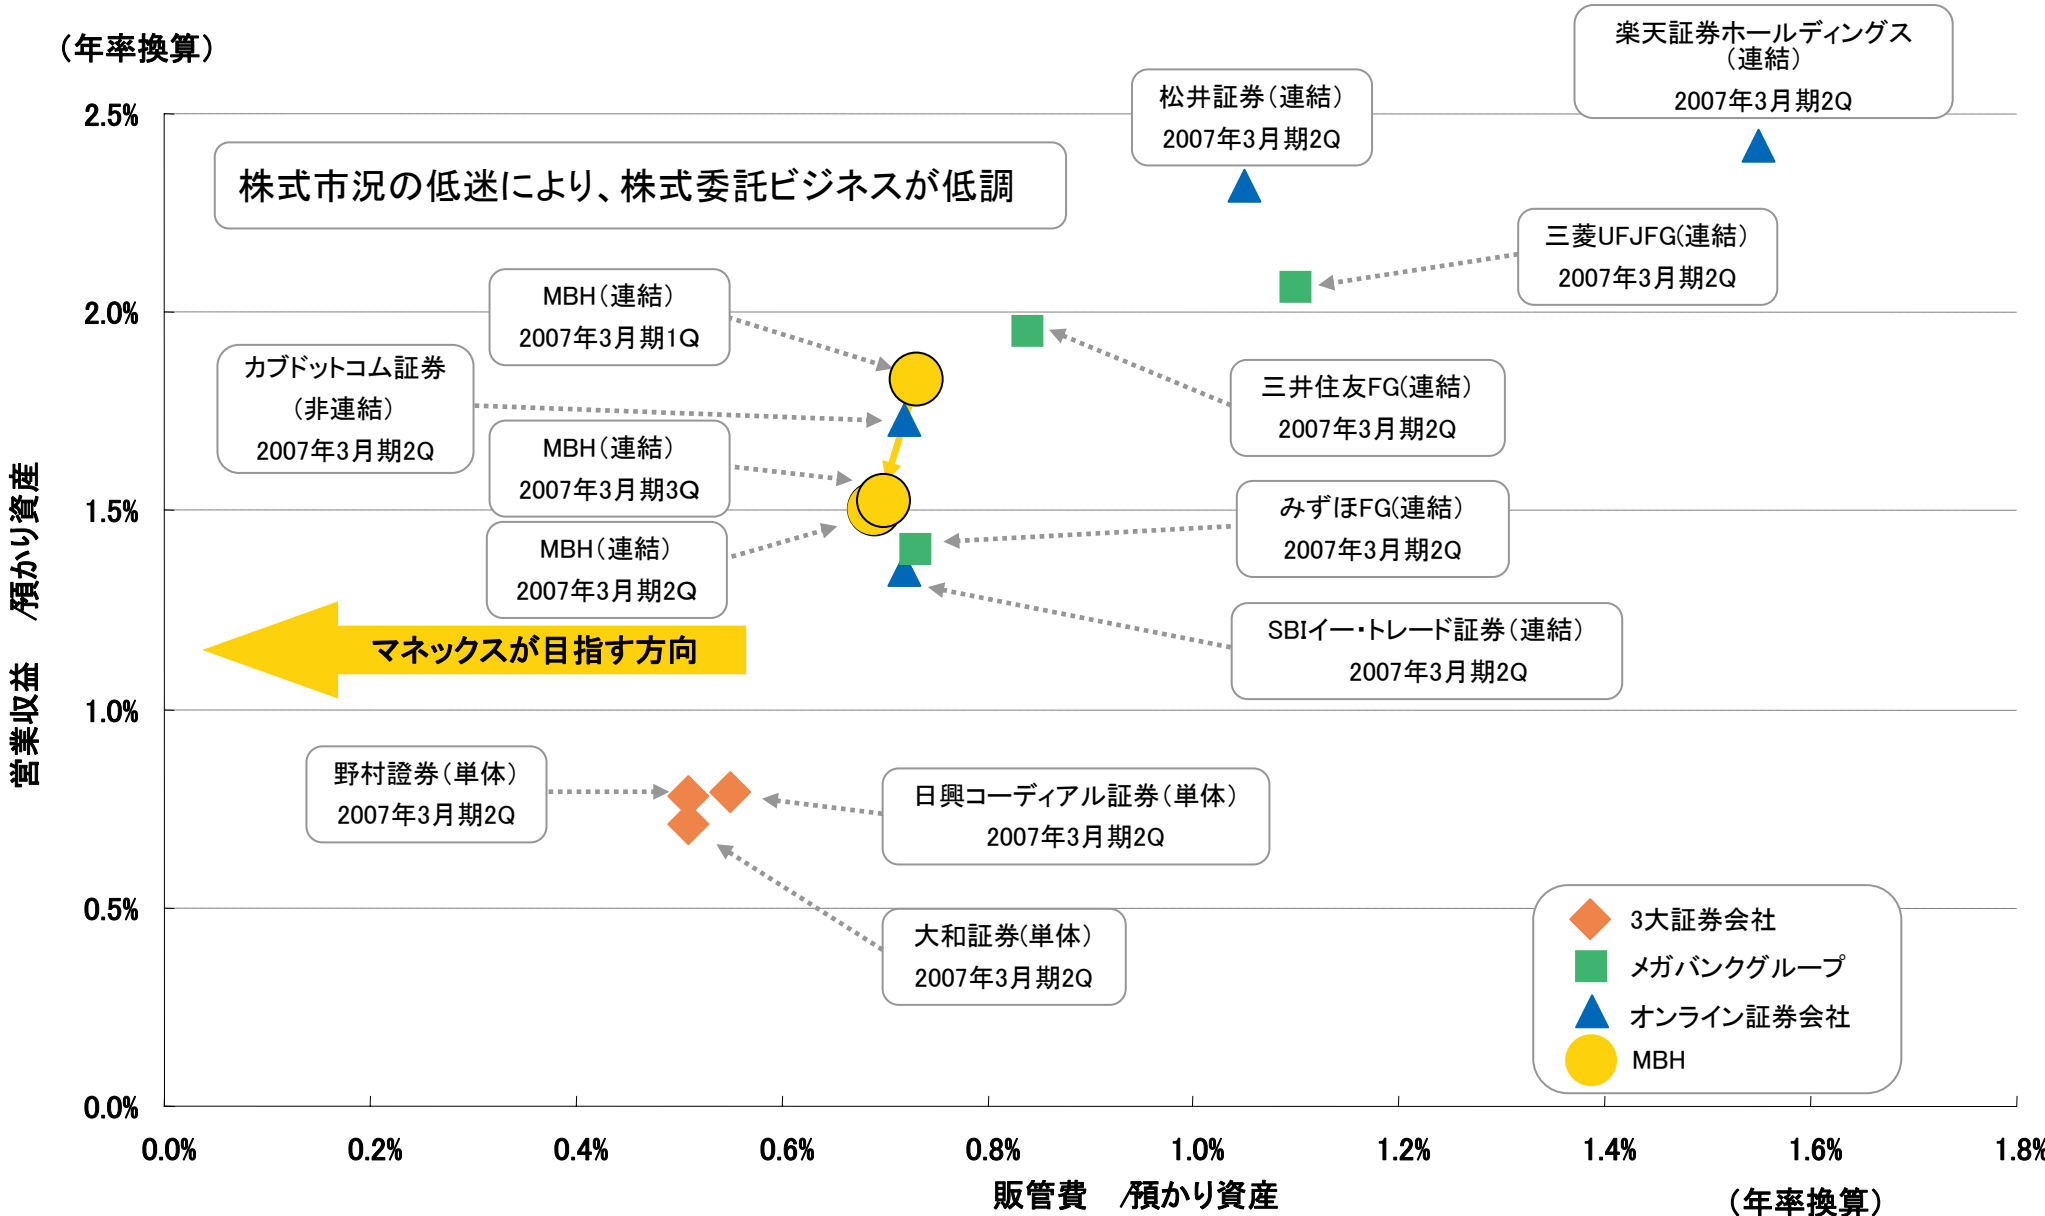 （年率換算）
楽天証券ホールディングス
（連結）
2007年3月期2Q
松井証券（連結）
2007年3月期2Q
2.5%
株式市況の低迷により、株式委託ビジネスが低調
三菱UFJFG(連結)
2007年3月期2Q
MBH（連結）
2007年3月期1Q
2.0%
カブドットコム証券
（非連結）
2007年3月期2Q
三井住友FG(連結)
2007年3月期2Q
MBH（連結）
2007年3月期3Q
1.5%
みずほFG(連結)
2007年3月期2Q
MBH（連結）
2007年3月期2Q
営業収益　/預かり資産
マネックスが目指す方向
SBIイー・トレード証券（連結）
2007年3月期2Q
1.0%
野村證券（単体）
2007年3月期2Q
日興コーディアル証券（単体）
2007年3月期2Q
0.5%
大和証券(単体）
2007年3月期2Q
3大証券会社
メガバンクグループ
オンライン証券会社
MBH
0.0%
0.0% 0.2% 0.4% 0.6% 0.8% 1.0% 1.2% 1.4% 1.6% 1.8%
販管費　/預かり資産
（年率換算）